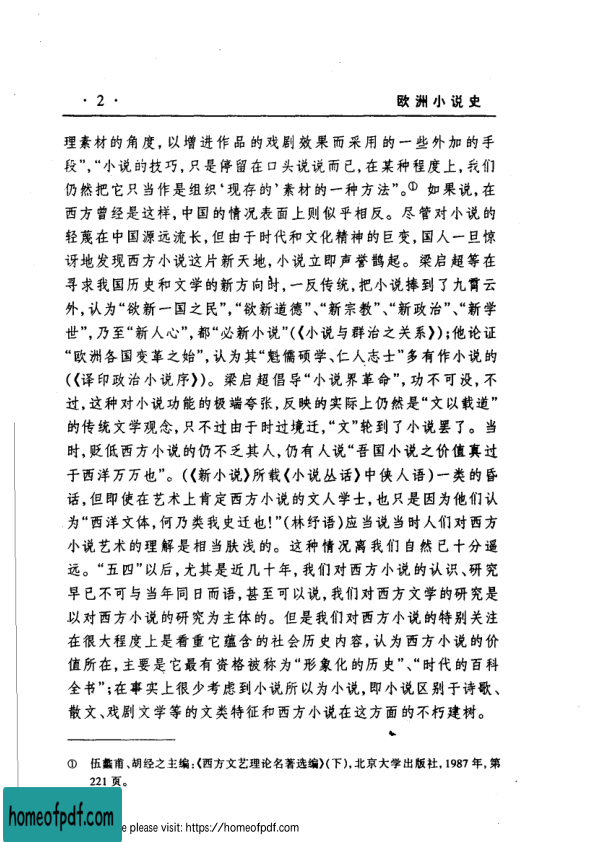 · 2 · 欧洲小说史
理素材的角度，以增进作品的戏剧效果而采用的一些外加的手
段”，“小说的技巧，只是停留在口头说说而已，在某种程度上，我们
仍然把它只当作是组织‘现存的’素材的一种方法”。① 如果说，在
西方曾经是这样，中国的情况表面上则似乎相反。尽管对小说的
轻蔑在中国源远流长，但由于时代和文化精神的巨变，国人一旦惊
讶地发现西方小说这片新天地，小说立即声誉鹊起。梁启超等在
寻求我国历史和文学的新方向时，一反传统，把小说捧到了九霄云
外，认为“欲新一国之民”，“欲新道德”、“新宗教”、“新政治”、“新学
世”，乃至“新人心”，都“必新小说”（《小说与群治之关系》）；他论证
“欧洲各国变革之始”，认为其“魁儒硕学、仁人志士”多有作小说的
（《译印政治小说序》）。梁启超倡导“小说界革命”，功不可没，不
过，这种对小说功能的极端夸张，反映的实际上仍然是“文以载道”
的传统文学观念，只不过由于时过境迁，“文”轮到了小说罢了。当
时，贬低西方小说的仍不乏其人，仍有人说“吾国小说之价值真过
于西洋万万也”。（《新小说》所载《小说丛话》中侠人语）一类的昏
话，但即使在艺术上肯定西方小说的文人学士，也只是因为他们认
为“西洋文体，何乃类我史迁也！”（林纾语）应当说当时人们对西方
小说艺术的理解是相当肤浅的。这种情况离我们自然已十分遥
远。“五四”以后，尤其是近几十年，我们对西方小说的认识、研究
早已不可与当年同日而语，甚至可以说，我们对西方文学的研究是
以对西方小说的研究为主体的。但是我们对西方小说的特别关注
在很大程度上是看重它蕴含的社会历史内容，认为西方小说的价
值所在，主要是它最有资格被称为“形象化的历史”、“时代的百科
全书”；在事实上很少考虑到小说所以为小说，即小说区别于诗歌、
散文、戏剧文学等的文类特征和西方小说在这方面的不朽建树。
① 伍蠡甫、胡经之主编：《西方文艺理论名著选编》（下），北京大学出版社，1987年，第
221页。
homeofpdf.com
e please visit: https://homeofpdf.com